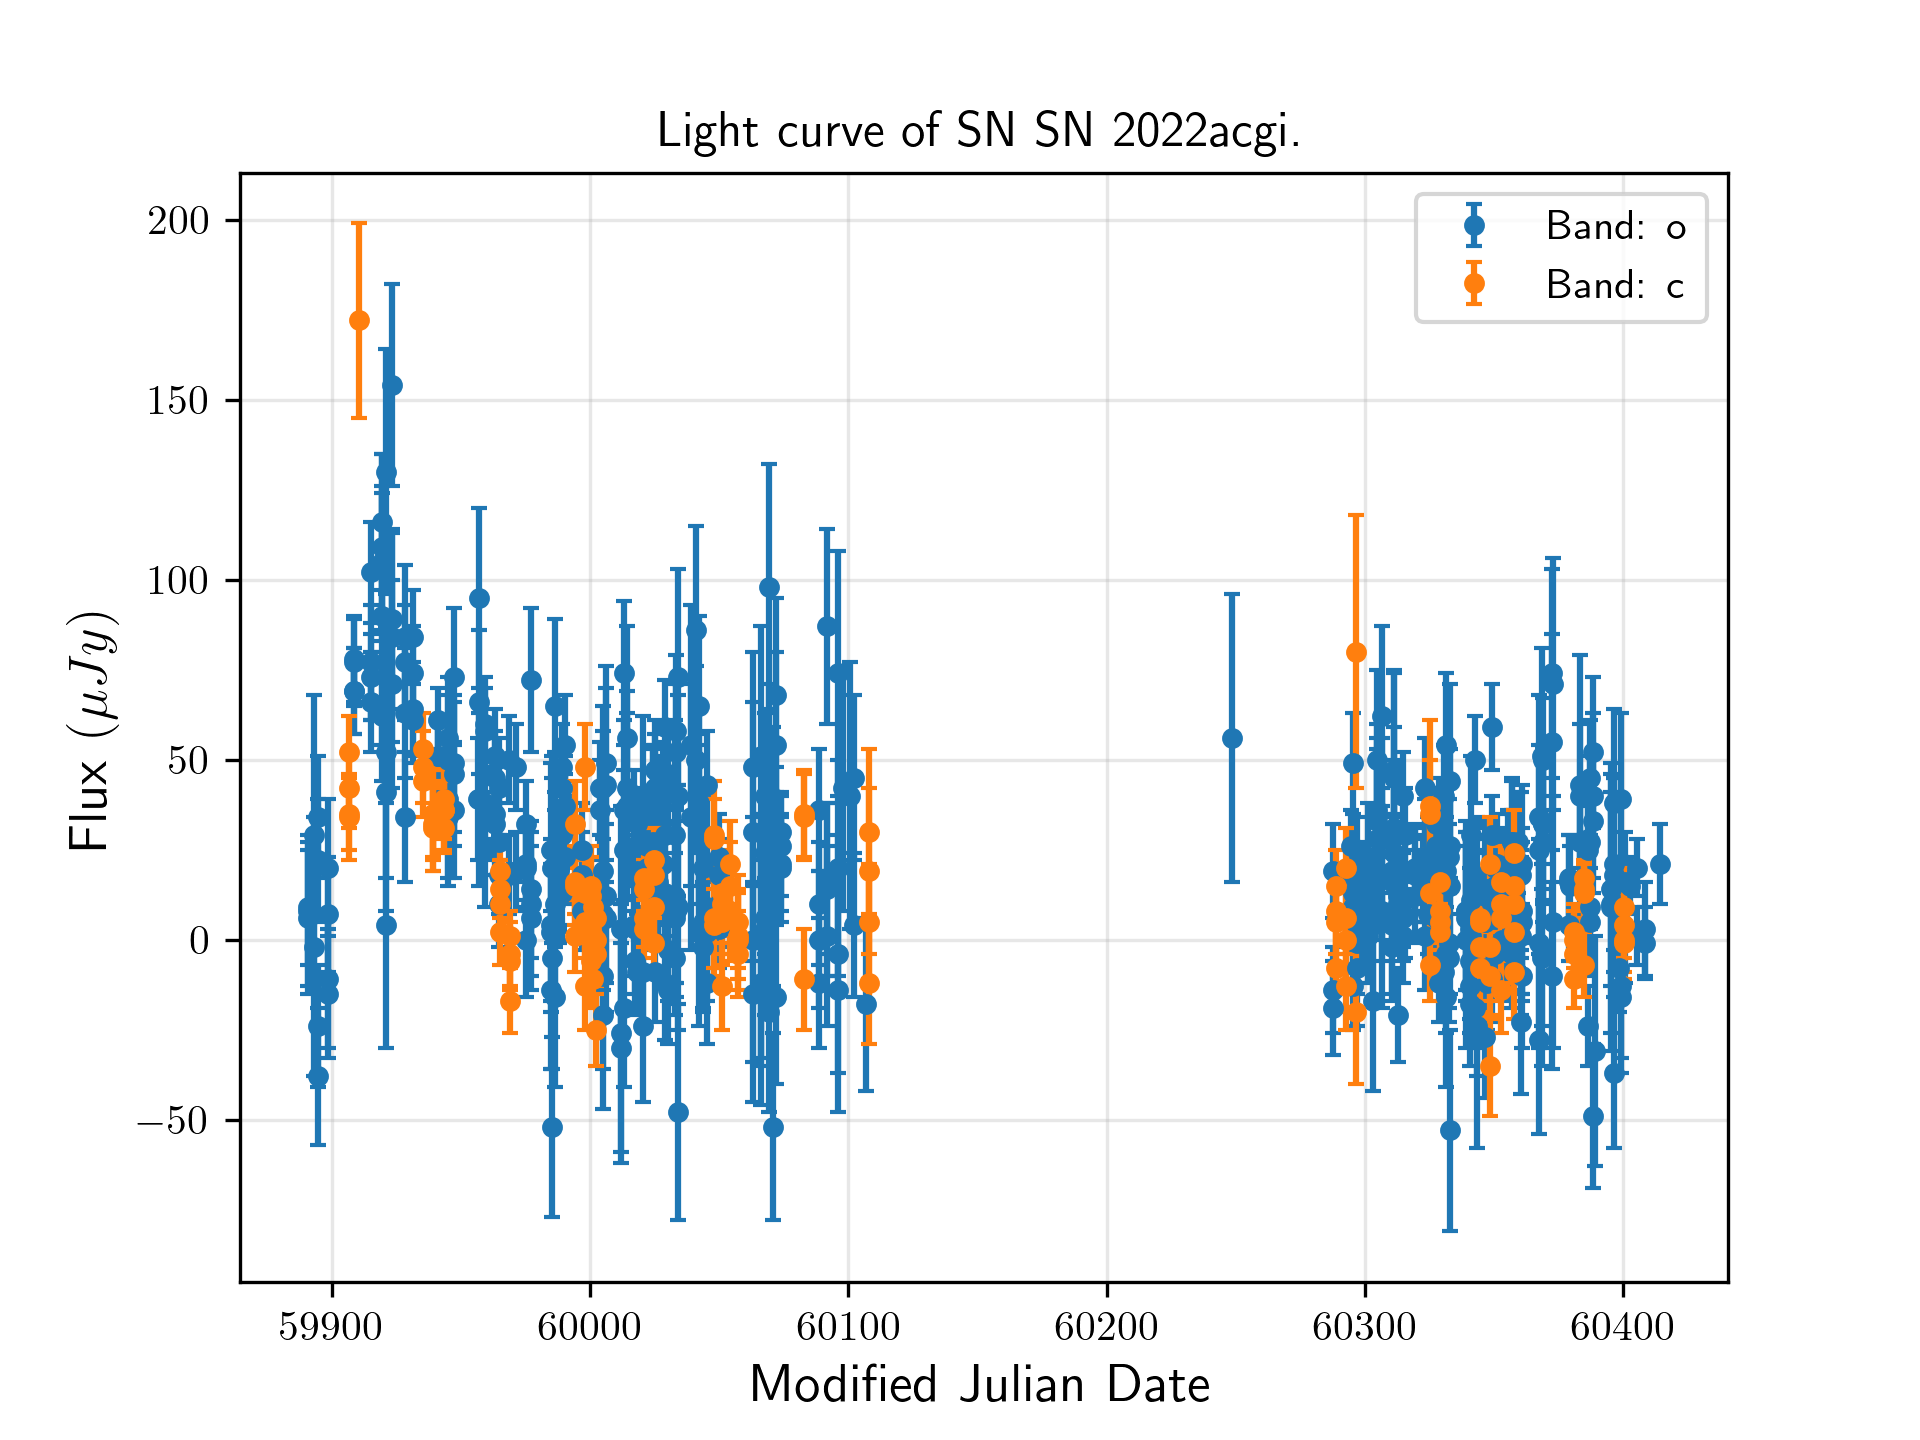 Light curve of SN SN 2022acgi.
Band: o
Band: c
200
150
100
50
0
−50
Flux (μJy)
59900 60000 60100 60200 60300 60400
Modified Julian Date